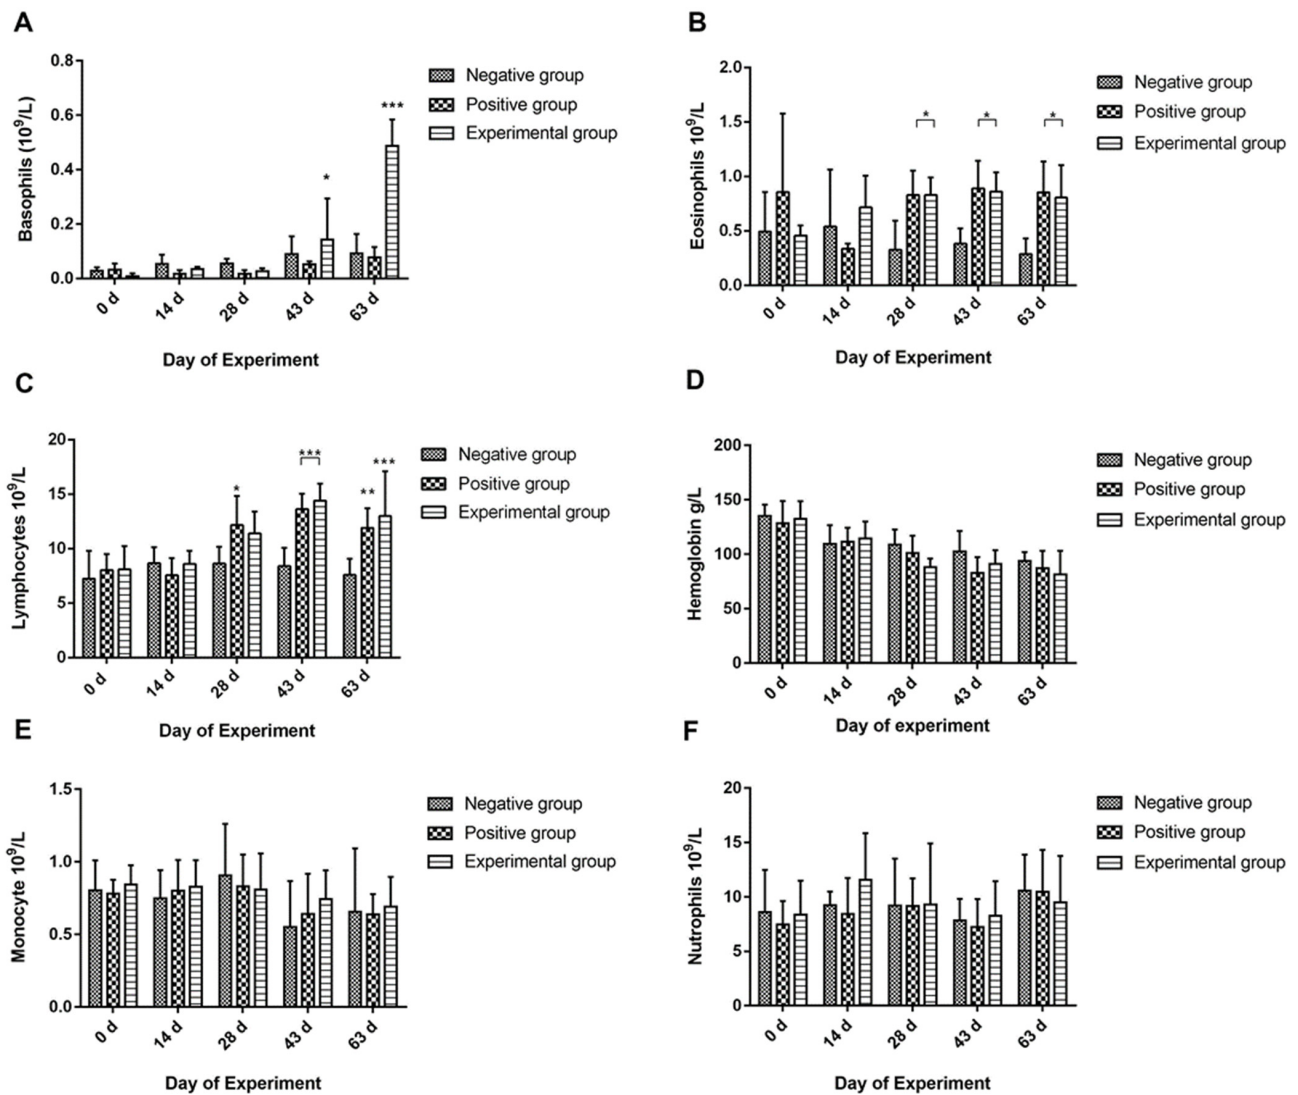 A
Basophils (10⁹/L)
0.8
0.6
0.4
0.2
0.0
*
***
0 d
14 d
28 d
43 d
63 d
Day of Experiment
Negative group
Positive group
Experimental group
B
Eosinophils 10⁹/L
2.0
1.5
1.0
0.5
0.0
*
*
*
0 d
14 d
28 d
43 d
63 d
Day of Experiment
Negative group
Positive group
Experimental group
C
Lymphocytes 10⁹/L
20
15
10
5
0
*
***
**
***
0 d
14 d
28 d
43 d
63 d
Day of Experiment
Negative group
Positive group
Experimental group
D
Hemoglobin g/L
200
150
100
50
0
0 d
14 d
28 d
43 d
63 d
Day of experiment
Negative group
Positive group
Experimental group
E
Monocyte 10⁹/L
1.5
1.0
0.5
0.0
0 d
14 d
28 d
43 d
63 d
Day of Experiment
Negative group
Positive group
Experimental group
F
Nutrophils 10⁹/L
20
15
10
5
0
0 d
14 d
28 d
43 d
63 d
Day of Experiment
Negative group
Positive group
Experimental group